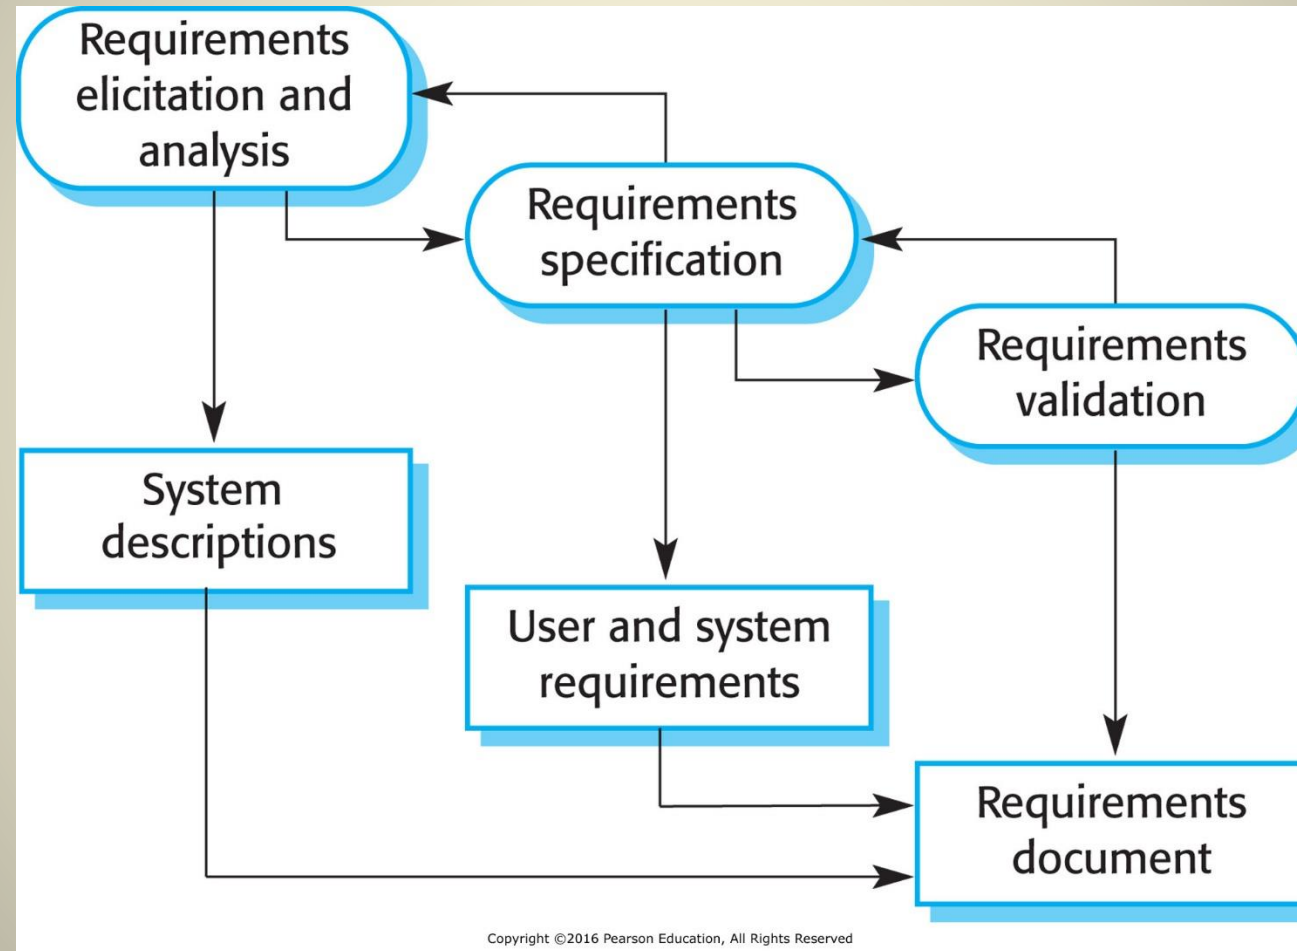 Requirements
elicitation and
analysis
Requirements
specification
Requirements
validation
System
descriptions
User and system
requirements
Requirements
document
Copyright ©2016 Pearson Education, All Rights Reserved